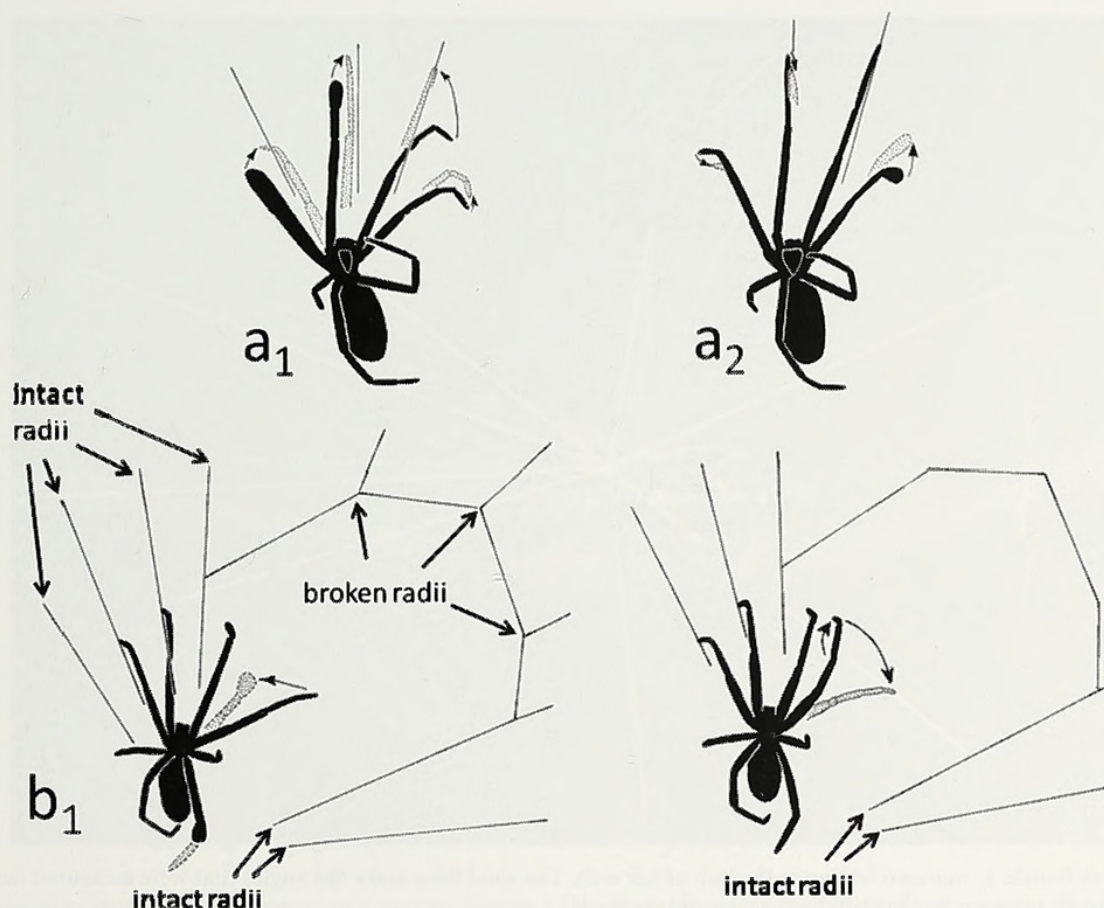 a1
a2
intact
radii
broken radii
b1
intact radii
intact radii